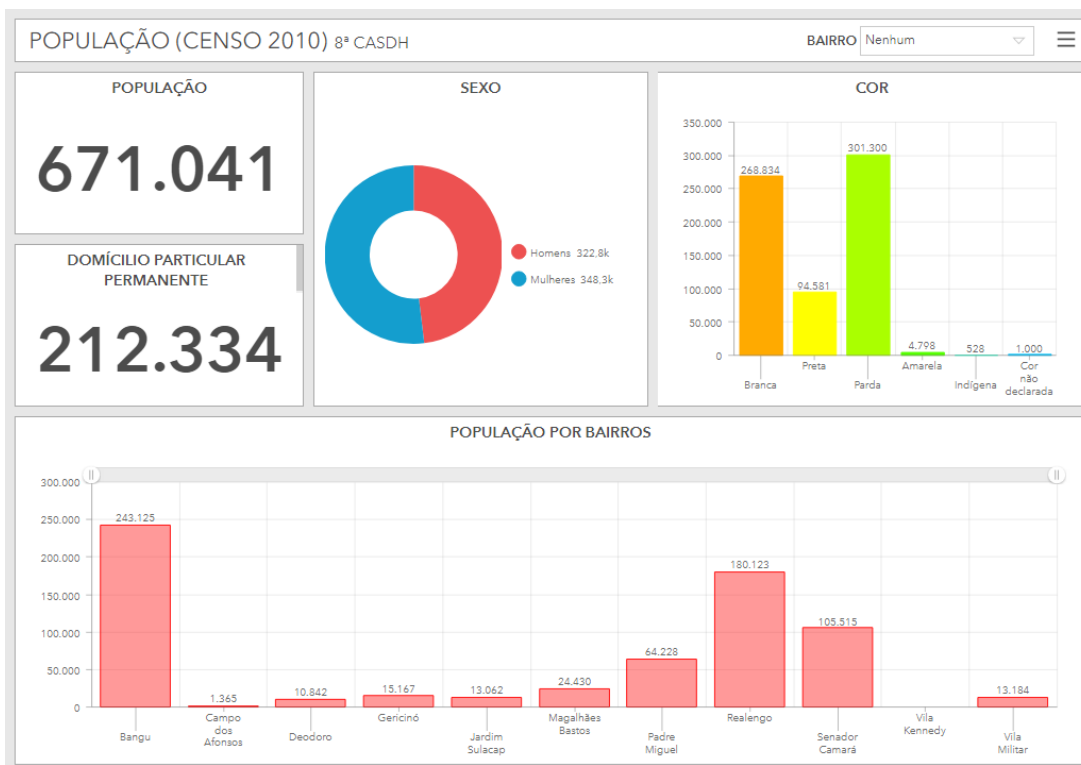 POPULAÇÃO (CENSO 2010) 8ª CASDH
BAIRRO Nenhum
POPULAÇÃO
671.041
DOMÍCILIO PARTICULAR
PERMANENTE
212.334
SEXO
Homens 322,8k
Mulheres 348,3k
COR
350.000
300.000
250.000
200.000
150.000
100.000
50.000
0
268.834
94.581
301.300
4.798
528
1.000
Branca
Preta
Parda
Amarela
Indígena
Cor
não
declarada
POPULAÇÃO POR BAIRROS
300.000
250.000
200.000
150.000
100.000
50.000
0
243.125
1.365
10.842
15.167
13.062
24.430
64.228
180.123
105.515
13.184
Bangu
Campo
dos
Afonsos
Deodoro
Gericinó
Jardim
Sulacap
Magalhães
Bastos
Padre
Miguel
Realengo
Senador
Camará
Vila
Kennedy
Vila
Militar